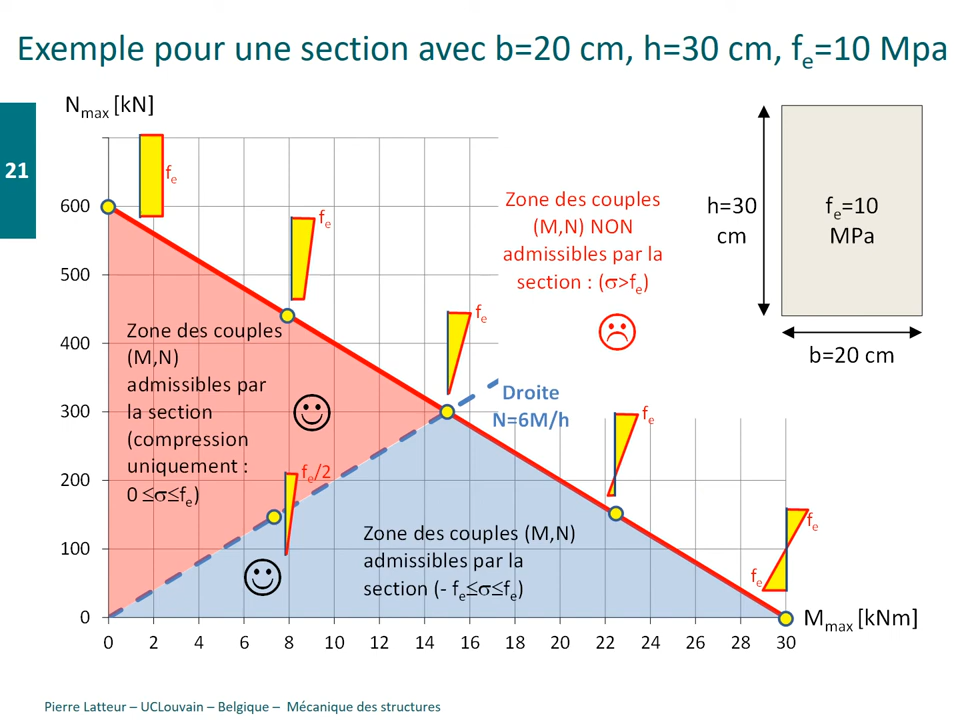 Exemple pour une section avec b=20 cm, h=30 cm, fe=10 Mpa
21
Nmax [kN]
600
500
400
300
200
100
0
0 2 4 6 8 10 12 14 16 18 20 22 24 26 28 30
Mmax [kNm]
fe
fe
fe
fe
fe
fe
fe/2
Zone des couples
(M,N)
admissibles par
la section
(compression
uniquement :
0 ≤σ≤fe)
Zone des couples
(M,N) NON
admissibles par la
section : (σ>fe)
Droite
N=6M/h
Zone des couples (M,N)
admissibles par la
section (- fe≤σ≤fe)
h=30
cm
fe=10
MPa
b=20 cm
Pierre Latteur – UCLouvain – Belgique – Mécanique des structures